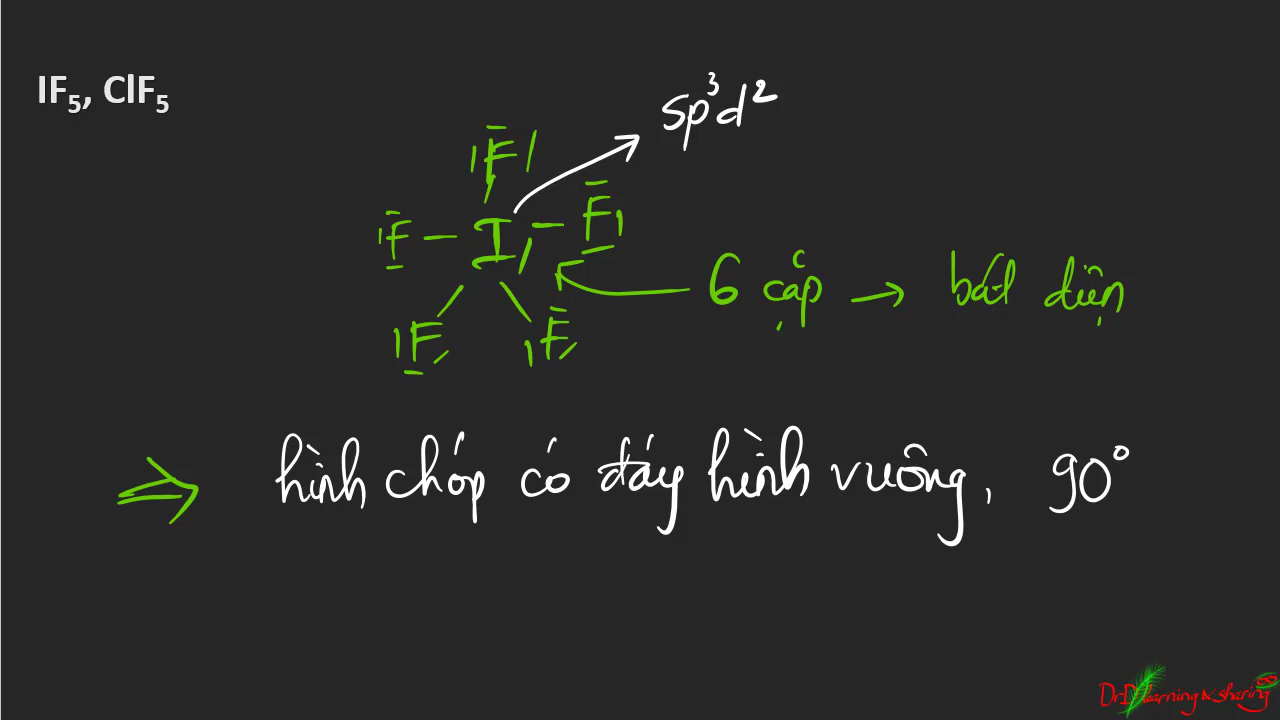 IF₅, ClF₅
sp³d²
F
F – I – F
6 cặp → bát diện
F F
⇒ hình chóp có đáy hình vuông, 90°
Dr.D learning & sharing